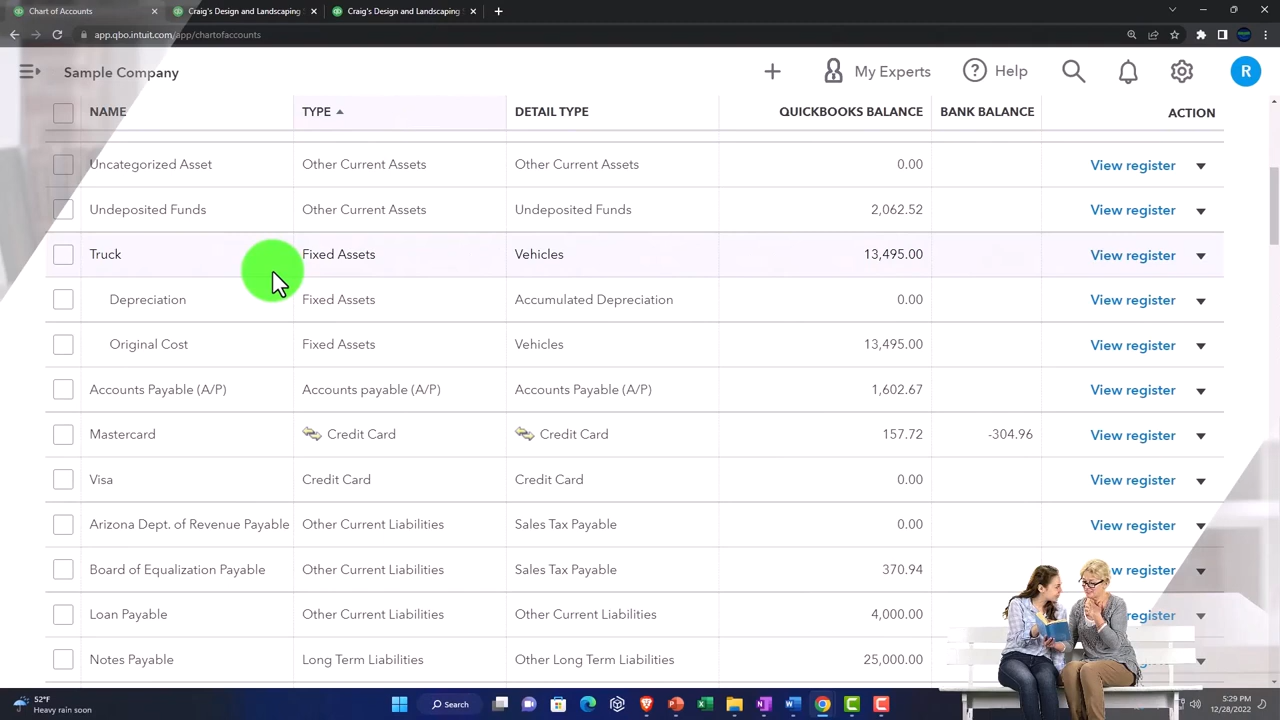 Chart of Accounts × Craig's Design and Landscaping × Craig's Design and Landscaping × +
app.qbo.intuit.com/app/chartofaccounts
Sample Company + My Experts Help R
NAME TYPE DETAIL TYPE QUICKBOOKS BALANCE BANK BALANCE ACTION
Uncategorized Asset Other Current Assets Other Current Assets 0.00 View register
Undeposited Funds Other Current Assets Undeposited Funds 2,062.52 View register
Truck Fixed Assets Vehicles 13,495.00 View register
Depreciation Fixed Assets Accumulated Depreciation 0.00 View register
Original Cost Fixed Assets Vehicles 13,495.00 View register
Accounts Payable (A/P) Accounts payable (A/P) Accounts Payable (A/P) 1,602.67 View register
Mastercard Credit Card Credit Card 157.72 -304.96 View register
Visa Credit Card Credit Card 0.00 View register
Arizona Dept. of Revenue Payable Other Current Liabilities Sales Tax Payable 0.00 View register
Board of Equalization Payable Other Current Liabilities Sales Tax Payable 370.94 w register
Loan Payable Other Current Liabilities Other Current Liabilities 4,000.00 register
Notes Payable Long Term Liabilities Other Long Term Liabilities 25,000.00
52°F
Heavy rain soon
Search
5:29 PM
12/28/2022